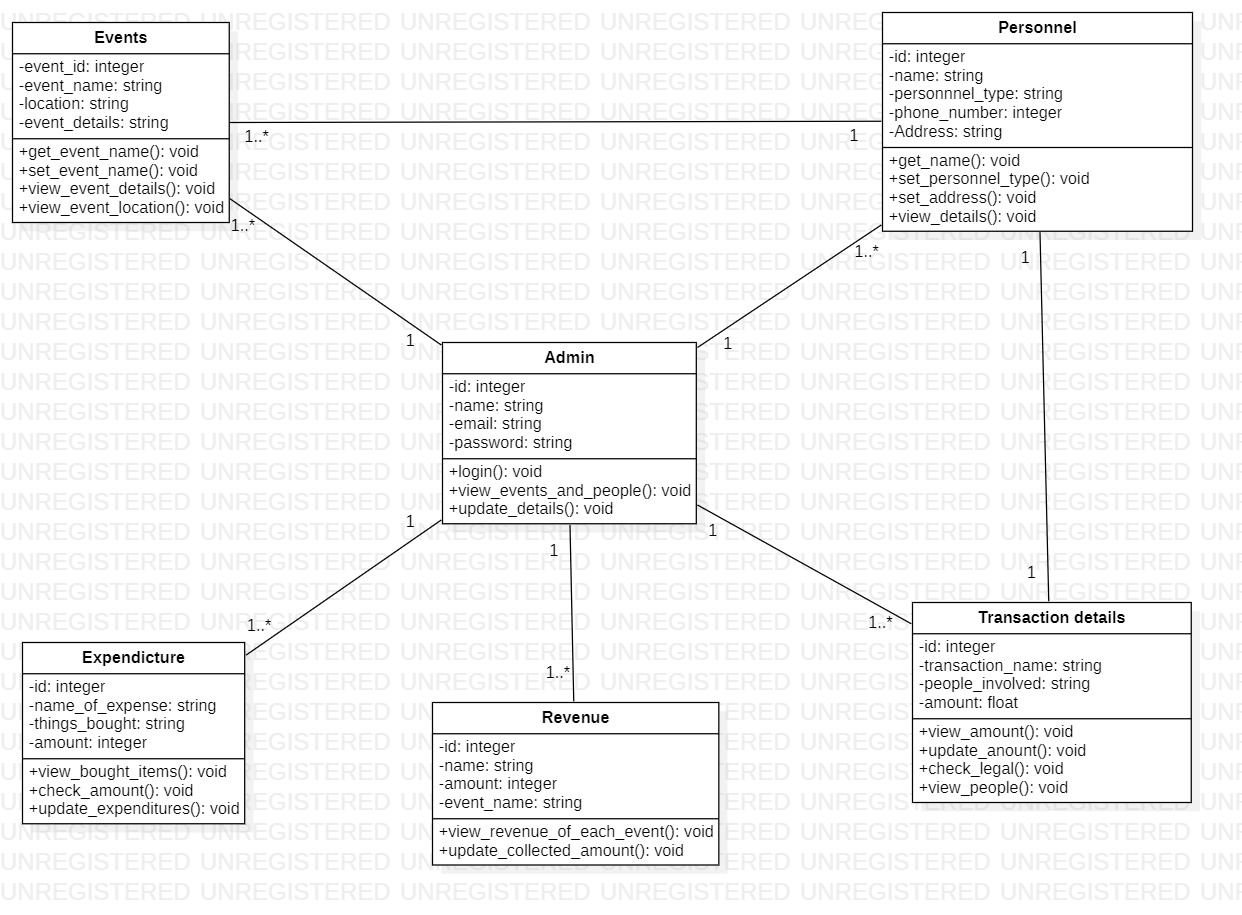 Events
-event_id: integer
-event_name: string
-location: string
-event_details: string
+get_event_name(): void
+set_event_name(): void
+view_event_details(): void
+view_event_location(): void
Personnel
-id: integer
-name: string
-personnnel_type: string
-phone_number: integer
-Address: string
+get_name(): void
+set_personnel_type(): void
+set_address(): void
+view_details(): void
1..*
1
1..*
1
1..*
1
1
1
Admin
-id: integer
-name: string
-email: string
-password: string
+login(): void
+view_events_and_people(): void
+update_details(): void
1
1..*
1
1..*
1
1..*
Expendicture
-id: integer
-name_of_expense: string
-things_bought: string
-amount: integer
+view_bought_items(): void
+check_amount(): void
+update_expenditures(): void
Revenue
-id: integer
-name: string
-amount: integer
-event_name: string
+view_revenue_of_each_event(): void
+update_collected_amount(): void
Transaction details
-id: integer
-transaction_name: string
-people_involved: string
-amount: float
+view_amount(): void
+update_anount(): void
+check_legal(): void
+view_people(): void
UNREGISTERED UNREGISTERED UNREGISTERED UNREGISTERED UNREGISTERED UNREGISTERED